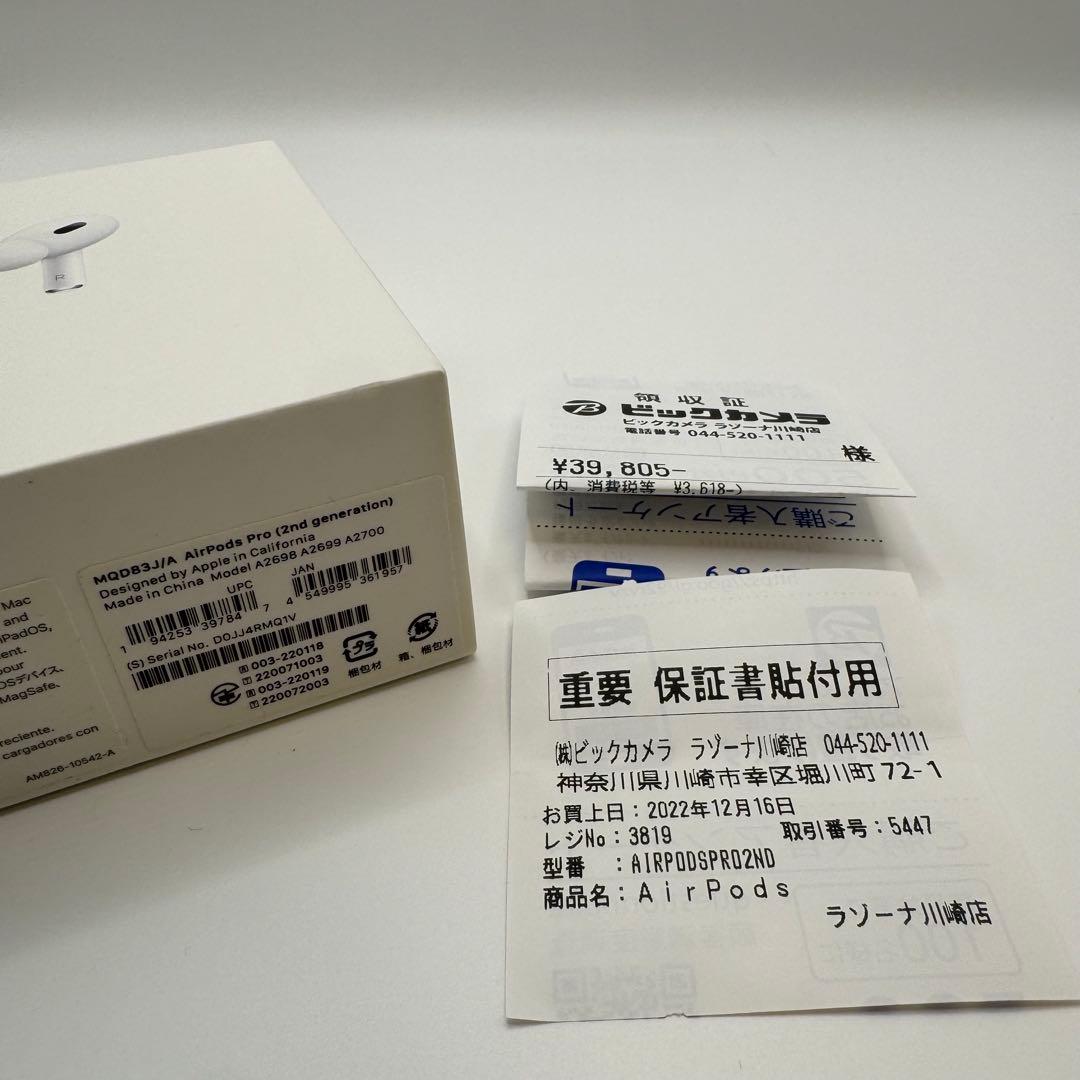 R
MQD83J/A AirPods Pro (2nd generation)
Designed by Apple in California
Made in China Model A2698 A2699 A2700
UPC
JAN
1 94253 39784 7
4 549995 361957
(S) Serial No. D0JJ4RMQ1V
003-220118
220071003
003-220119
220072003
プラ
梱包材
紙
箱、梱包材
Mac
and
iPadOS,
OSデバイス、
MagSafe、
reciente.
cargadores con
AM826-10542-A
領収証
ビックカメラ
ビックカメラ ラゾーナ川崎店
電話番号 044-520-1111
様
¥39,805-
(内、消費税等 ¥3,618-)
ご購入者アンケート
重要 保証書貼付用
㈱ビックカメラ ラゾーナ川崎店 044-520-1111
神奈川県川崎市幸区堀川町72-1
お買上日：2022年12月16日
レジNo：3819 取引番号：5447
型番 ：AIRPODSPRO2ND
商品名：AirPods
ラゾーナ川崎店